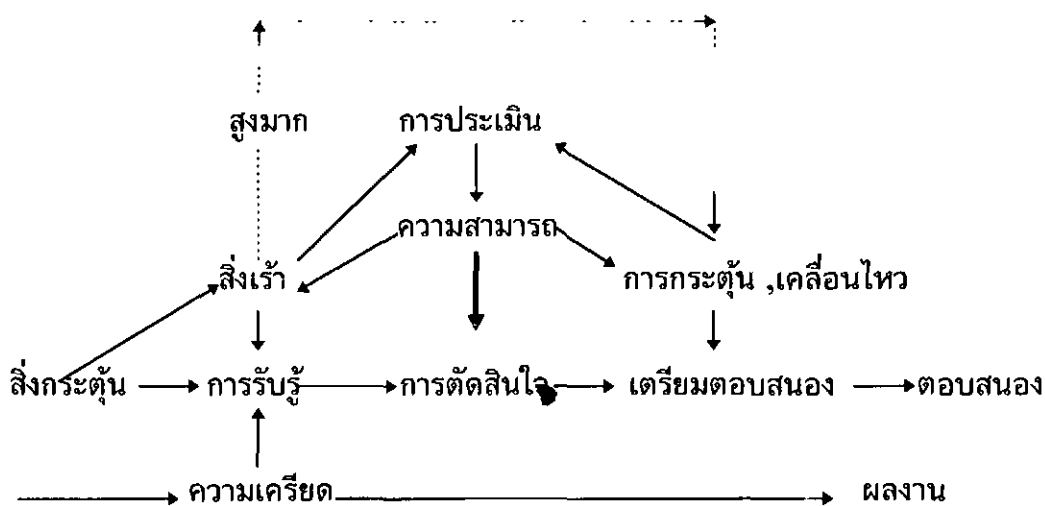 สูงมาก การประเมิน
ความสามารถ
สิ่งเร้า การกระตุ้น ,เคลื่อนไหว
สิ่งกระตุ้น การรับรู้ การตัดสินใจ เตรียมตอบสนอง ตอบสนอง
ความเครียด ผลงาน